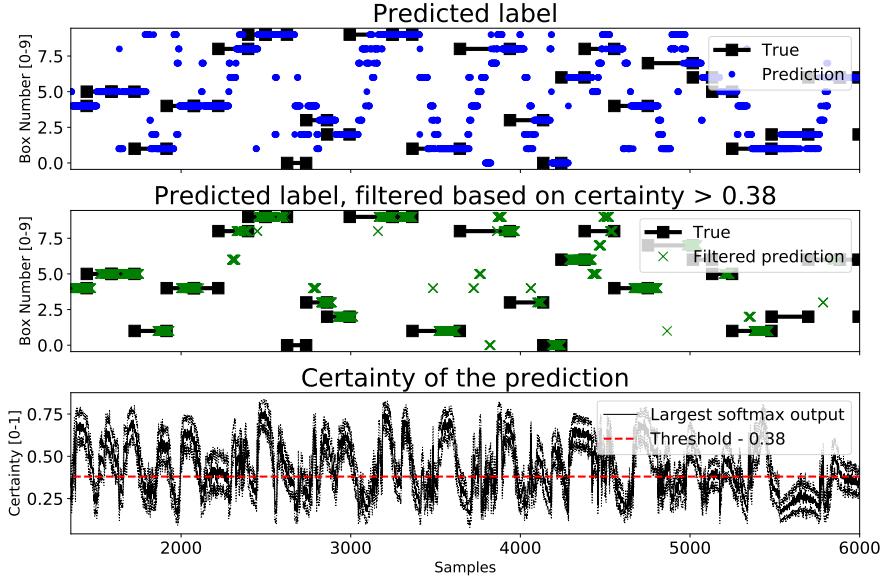 Predicted label
Box Number [0-9]
0.0
2.5
5.0
7.5
True
Prediction
Predicted label, filtered based on certainty > 0.38
Box Number [0-9]
0.0
2.5
5.0
7.5
True
Filtered prediction
Certainty of the prediction
Certainty [0-1]
0.25
0.50
0.75
Largest softmax output
Threshold - 0.38
2000
3000
4000
5000
6000
Samples